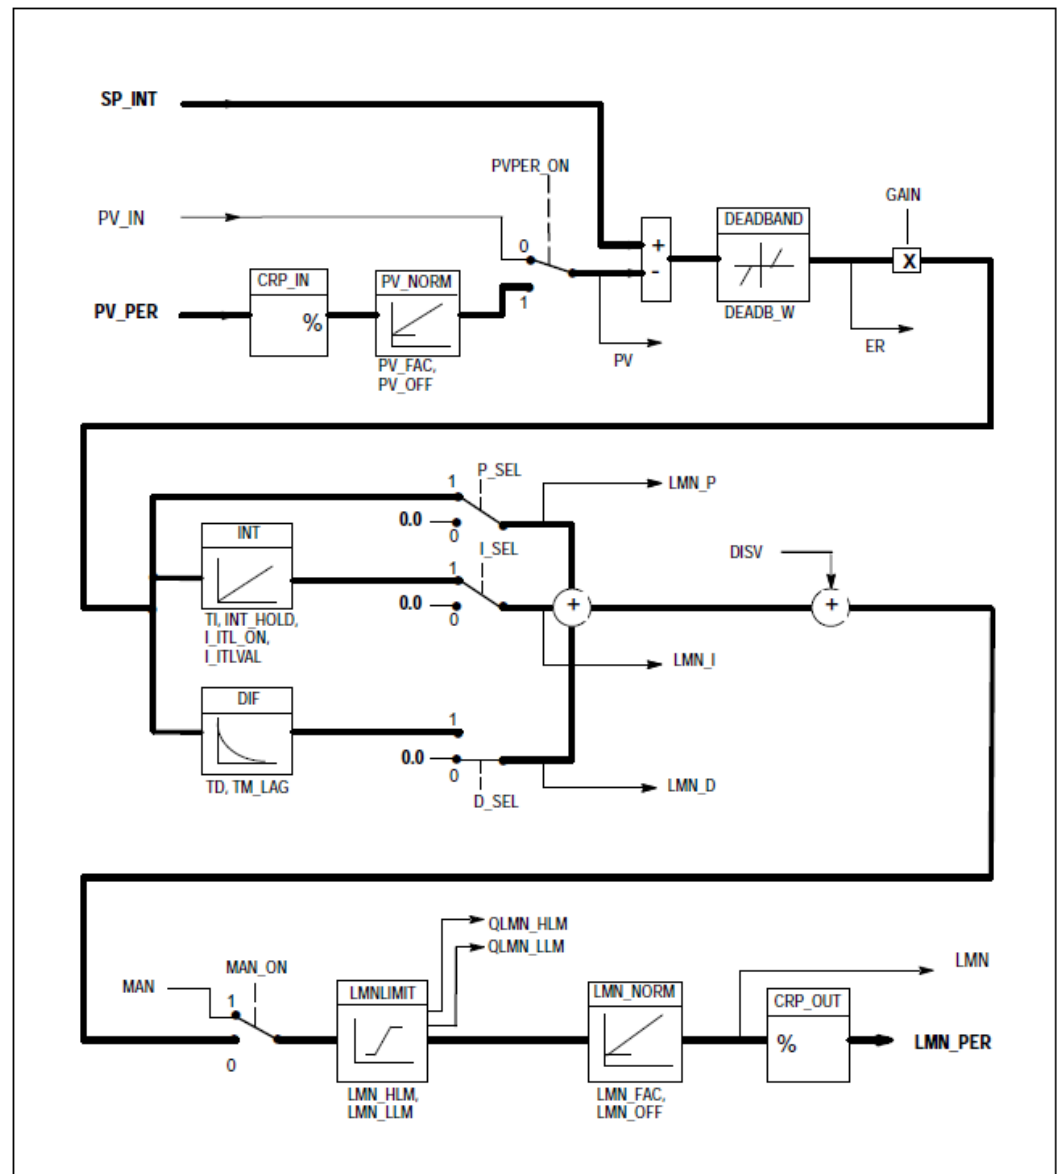 SP_INT
PVPER_ON
GAIN
PV_IN
DEADBAND
0
+
-
X
CRP_IN
PV_NORM
PV_PER
%
1
DEADB_W
ER
PV
PV_FAC,
PV_OFF
P_SEL
1
LMN_P
0.0
0
INT
I_SEL
DISV
1
0.0
+
+
0
TI, INT_HOLD,
I_ITL_ON,
I_ITLVAL
LMN_I
DIF
1
0.0
0
TD, TM_LAG
D_SEL
LMN_D
QLMN_HLM
QLMN_LLM
MAN_ON
LMN
MAN
LMNLIMIT
LMN_NORM
CRP_OUT
1
%
LMN_PER
0
LMN_HLM,
LMN_LLM
LMN_FAC,
LMN_OFF